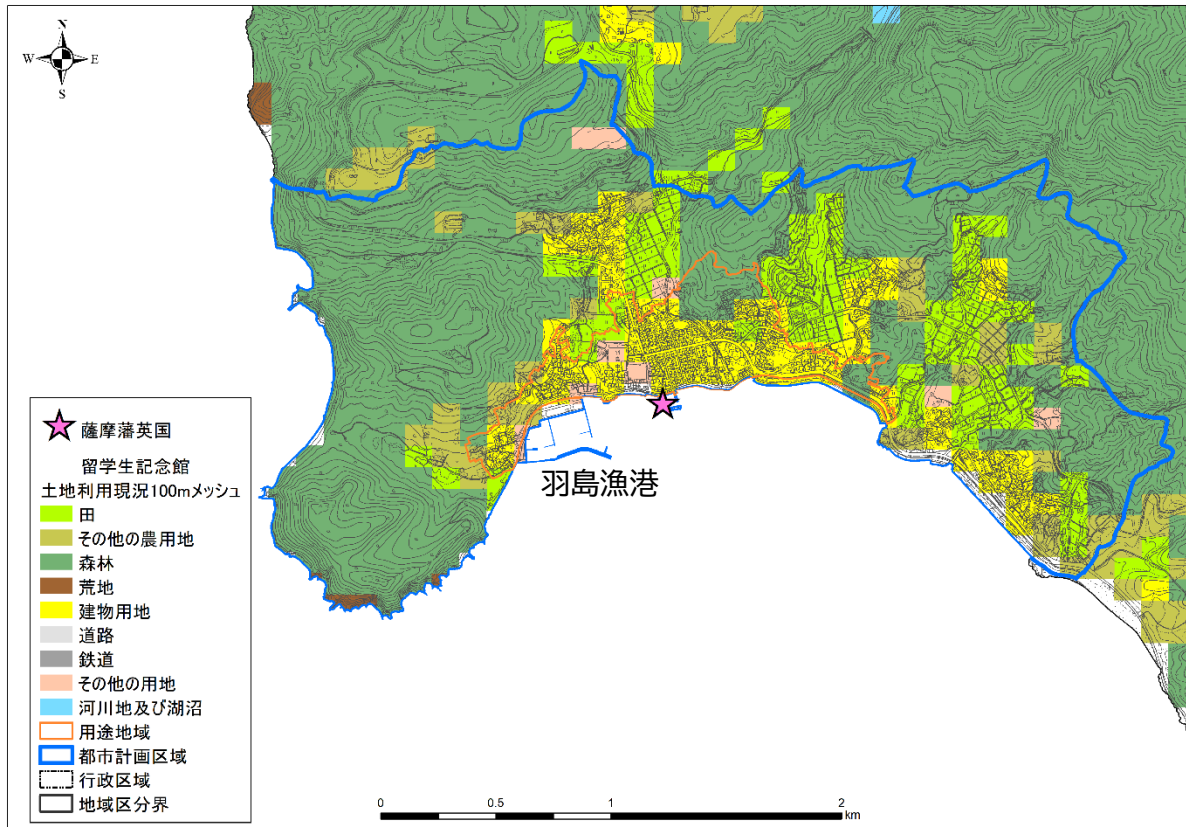 N
W E
S
薩摩藩英国
留学生記念館
土地利用現況100mメッシュ
田
その他の農用地
森林
荒地
建物用地
道路
鉄道
その他の用地
河川地及び湖沼
用途地域
都市計画区域
行政区域
地域区分界
羽島漁港
0 0.5 1 2
km